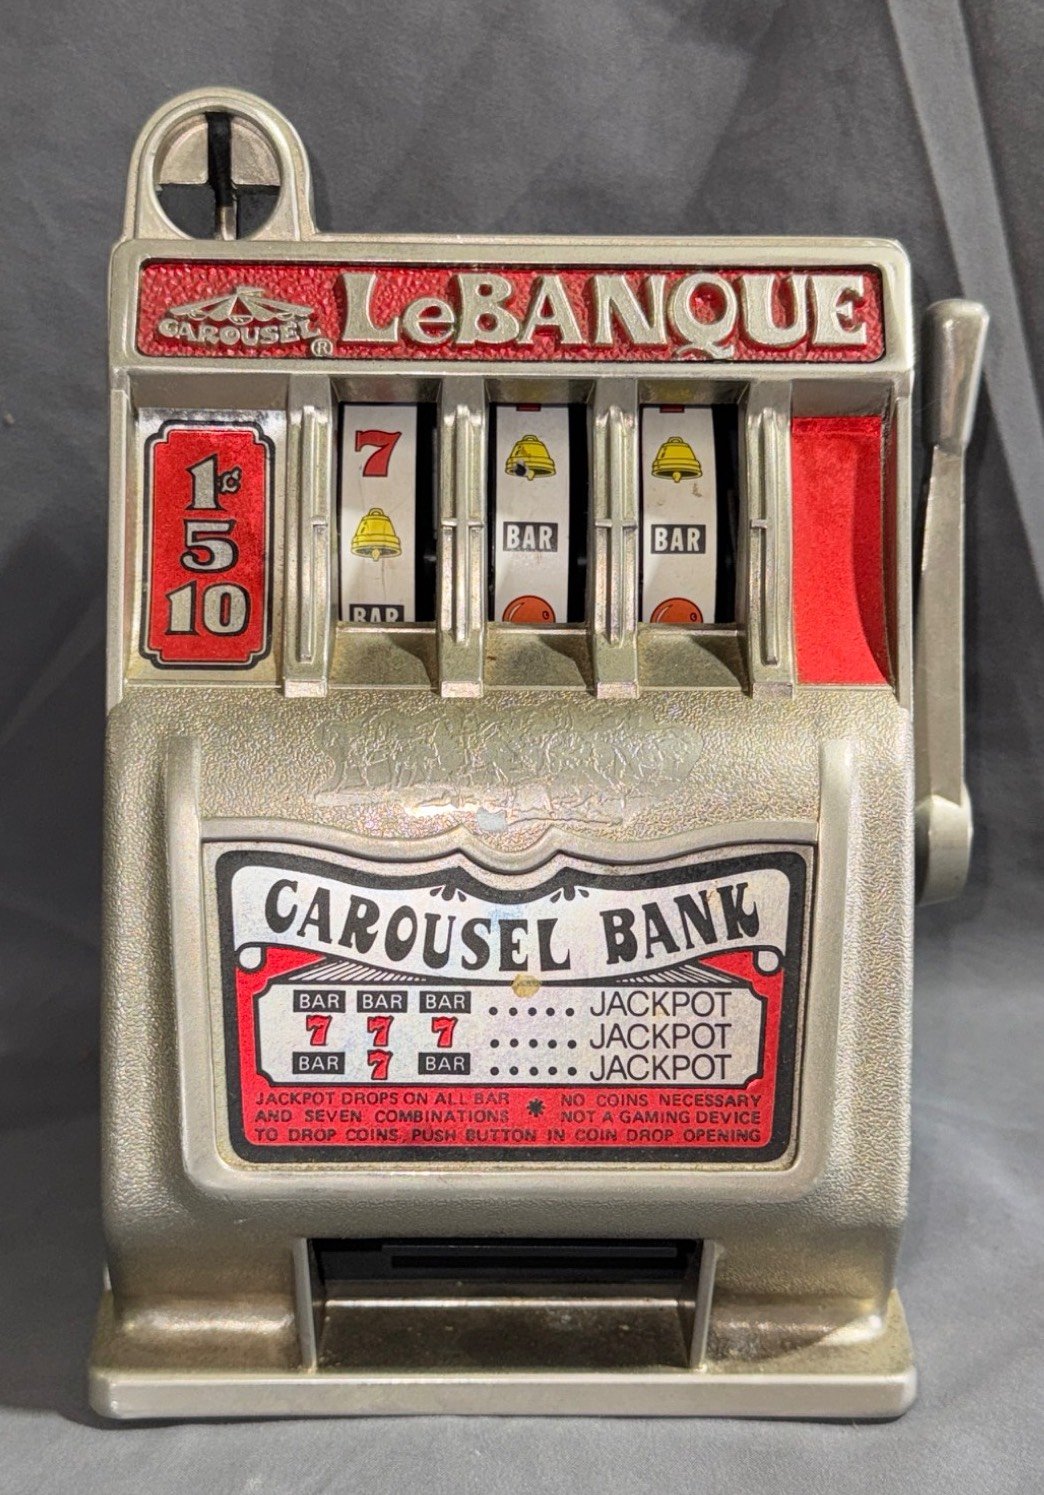 CAROUSEL ® LeBANQUE
1¢
5
10
7
BAR
BAR
BAR
CAROUSEL BANK
BAR BAR BAR ..... JACKPOT
7 7 7 ..... JACKPOT
BAR 7 BAR ..... JACKPOT
JACKPOT DROPS ON ALL BAR * NO COINS NECESSARY
AND SEVEN COMBINATIONS NOT A GAMING DEVICE
TO DROP COINS, PUSH BUTTON IN COIN DROP OPENING